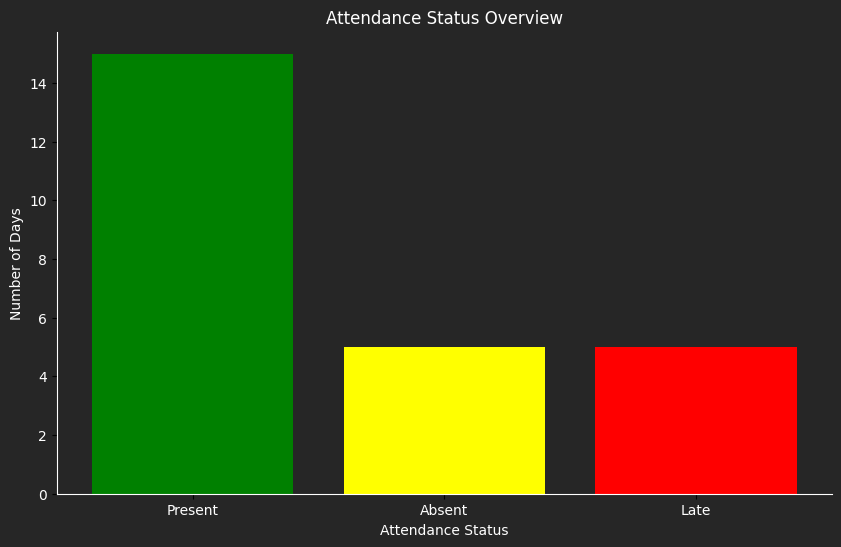 Attendance Status Overview
Number of Days
14
12
10
8
6
4
2
0
Present Absent Late
Attendance Status